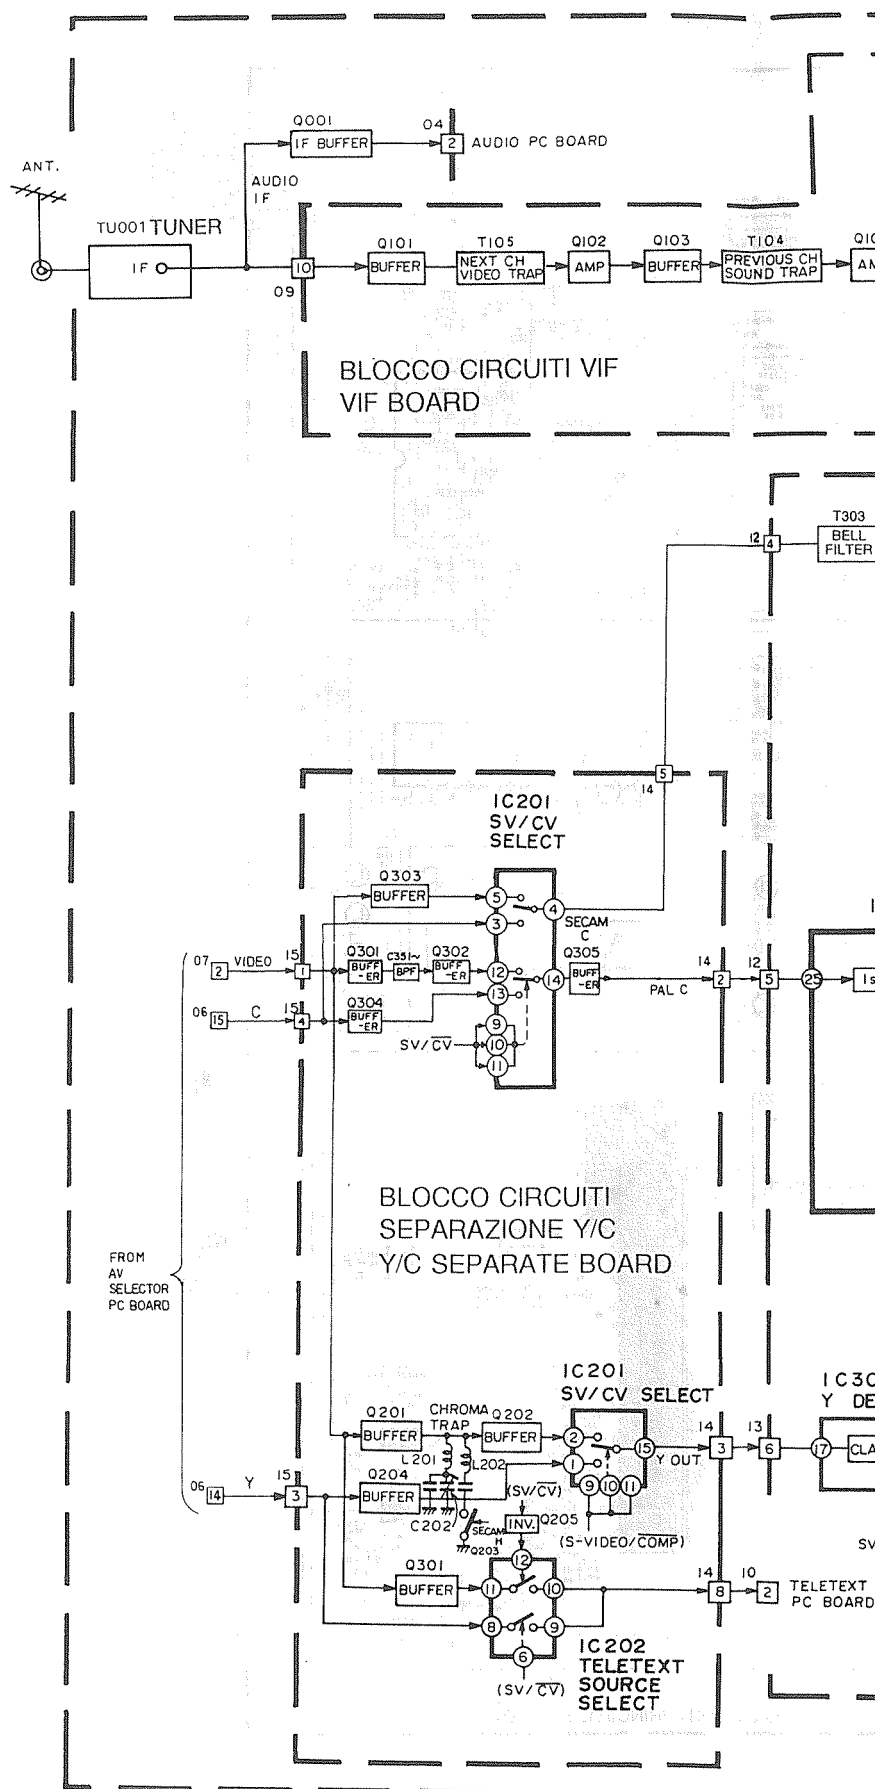 Q001
IF BUFFER
04
2
AUDIO PC BOARD
ANT.
AUDIO
IF
TU001 TUNER
IF
10
09
Q101
BUFFER
T105
NEXT CH
VIDEO TRAP
Q102
AMP
Q103
BUFFER
T104
PREVIOUS CH
SOUND TRAP
BLOCCO CIRCUITI VIF
VIF BOARD
T303
BELL
FILTER
12
4
5
14
IC201
SV/CV
SELECT
Q303
BUFFER
5
4
3
SECAM
C
07
2
VIDEO
15
1
Q301
BUFF
-ER
C351~
BPF
Q302
BUFF
-ER
12
14
Q305
BUFF
-ER
PAL C
14
2
12
5
25
1s
06
15
C
15
4
Q304
BUFF
-ER
13
9
SV/C̅V̅
10
11
BLOCCO CIRCUITI
SEPARAZIONE Y/C
Y/C SEPARATE BOARD
FROM
AV
SELECTOR
PC BOARD
IC201
SV/CV SELECT
Q201
BUFFER
CHROMA
TRAP
Q202
BUFFER
2
15
Y OUT
14
3
13
6
IC30
Y DE
17
CLA
L201
L202
1
06
14
Y
15
3
Q204
BUFFER
C202
SECAM
H
Q203
(SV/C̅V̅)
INV.
Q205
9
10
11
(S-VIDEO/C̅O̅M̅P̅)
SV
Q301
BUFFER
12
11
10
14
8
10
2
TELETEXT
PC BOARD
8
9
6
(SV/C̅V̅)
IC202
TELETEXT
SOURCE
SELECT